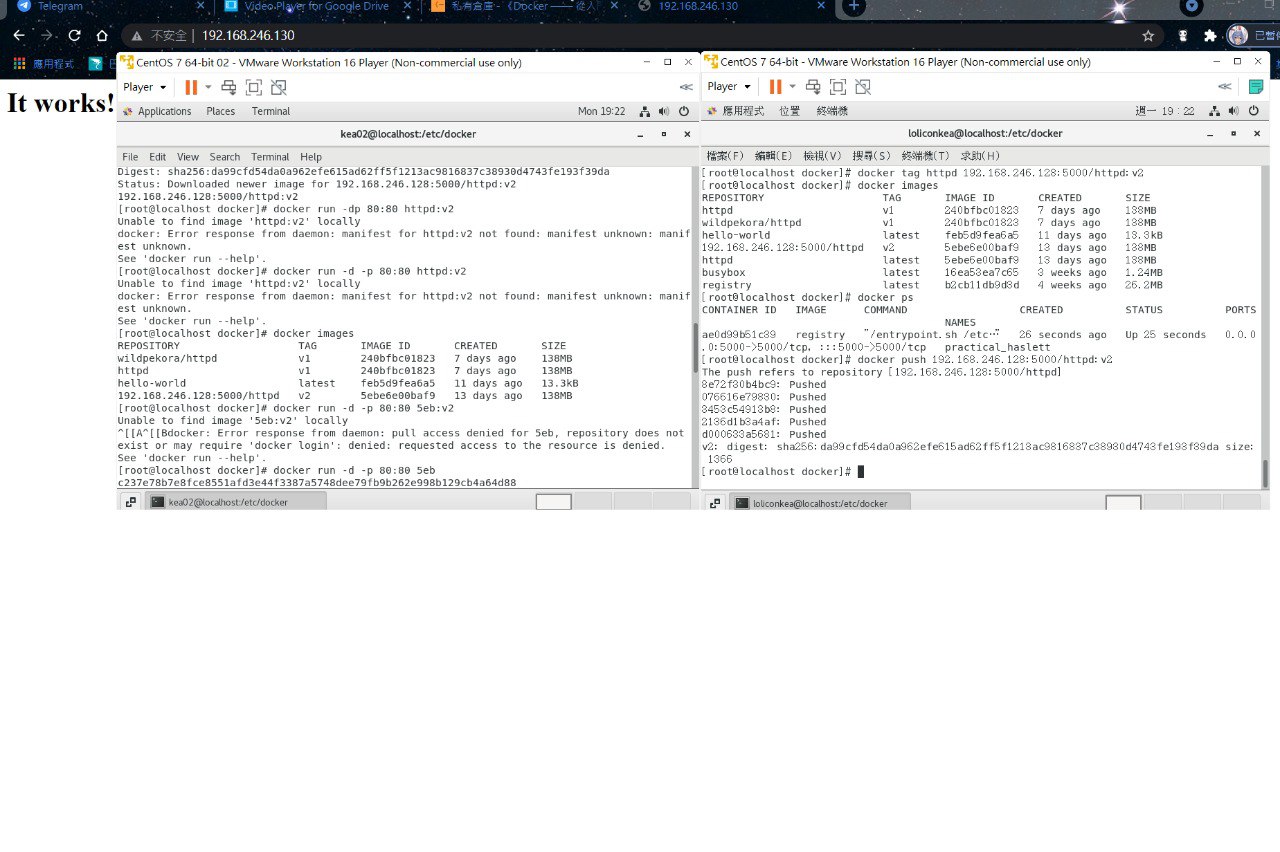 Telegram
Video Player for Google Drive
私有倉庫 - 《Docker —— 從入門
192.168.246.130
不安全 | 192.168.246.130
已暫停
應用程式
It works!
CentOS 7 64-bit 02 - VMware Workstation 16 Player (Non-commercial use only)
Player
Applications Places Terminal Mon 19:22
kea02@localhost:/etc/docker
File Edit View Search Terminal Help
Digest: sha256:da99cfd54da0a962efe615ad62ff5f1213ac9816837c38930d4743fe193f39da
Status: Downloaded newer image for 192.168.246.128:5000/httpd:v2
192.168.246.128:5000/httpd:v2
[root@localhost docker]# docker run -dp 80:80 httpd:v2
Unable to find image 'httpd:v2' locally
docker: Error response from daemon: manifest for httpd:v2 not found: manifest unknown: manif
est unknown.
See 'docker run --help'.
[root@localhost docker]# docker run -d -p 80:80 httpd:v2
Unable to find image 'httpd:v2' locally
docker: Error response from daemon: manifest for httpd:v2 not found: manifest unknown: manif
est unknown.
See 'docker run --help'.
[root@localhost docker]# docker images
REPOSITORY TAG IMAGE ID CREATED SIZE
wildpekora/httpd v1 240bfbc01823 7 days ago 138MB
httpd v1 240bfbc01823 7 days ago 138MB
hello-world latest feb5d9fea6a5 11 days ago 13.3kB
192.168.246.128:5000/httpd v2 5ebe6e00baf9 13 days ago 138MB
[root@localhost docker]# docker run -d -p 80:80 5eb:v2
Unable to find image '5eb:v2' locally
^[[A^[[Bdocker: Error response from daemon: pull access denied for 5eb, repository does not
exist or may require 'docker login': denied: requested access to the resource is denied.
See 'docker run --help'.
[root@localhost docker]# docker run -d -p 80:80 5eb
c237e78b7e8fce8551afd3e44f3387a5748dee79fb9b262e998b129cb4a64d88
kea02@localhost:/etc/docker
CentOS 7 64-bit - VMware Workstation 16 Player (Non-commercial use only)
Player
應用程式 位置 終端機 週一 19:22
loliconkea@localhost:/etc/docker
檔案(F) 編輯(E) 檢視(V) 搜尋(S) 終端機(T) 求助(H)
[root@localhost docker]# docker tag httpd 192.168.246.128:5000/httpd:v2
[root@localhost docker]# docker images
REPOSITORY TAG IMAGE ID CREATED SIZE
httpd v1 240bfbc01823 7 days ago 138MB
wildpekora/httpd v1 240bfbc01823 7 days ago 138MB
hello-world latest feb5d9fea6a5 11 days ago 13.3kB
192.168.246.128:5000/httpd v2 5ebe6e00baf9 13 days ago 138MB
httpd latest 5ebe6e00baf9 13 days ago 138MB
busybox latest 16ea53ea7c65 3 weeks ago 1.24MB
registry latest b2cb11db9d3d 4 weeks ago 26.2MB
[root@localhost docker]# docker ps
CONTAINER ID IMAGE COMMAND CREATED STATUS PORTS
NAMES
ae0d99b51c39 registry "/entrypoint.sh /etc…" 26 seconds ago Up 25 seconds 0.0.0
.0:5000->5000/tcp, :::5000->5000/tcp practical_haslett
[root@localhost docker]# docker push 192.168.246.128:5000/httpd:v2
The push refers to repository [192.168.246.128:5000/httpd]
8e72f30b4bc9: Pushed
076616e79830: Pushed
3453c54913b8: Pushed
2136d1b3a4af: Pushed
d000633a5681: Pushed
v2: digest: sha256:da99cfd54da0a962efe615ad62ff5f1213ac9816837c38930d4743fe193f39da size:
1366
[root@localhost docker]#
loliconkea@localhost:/etc/docker